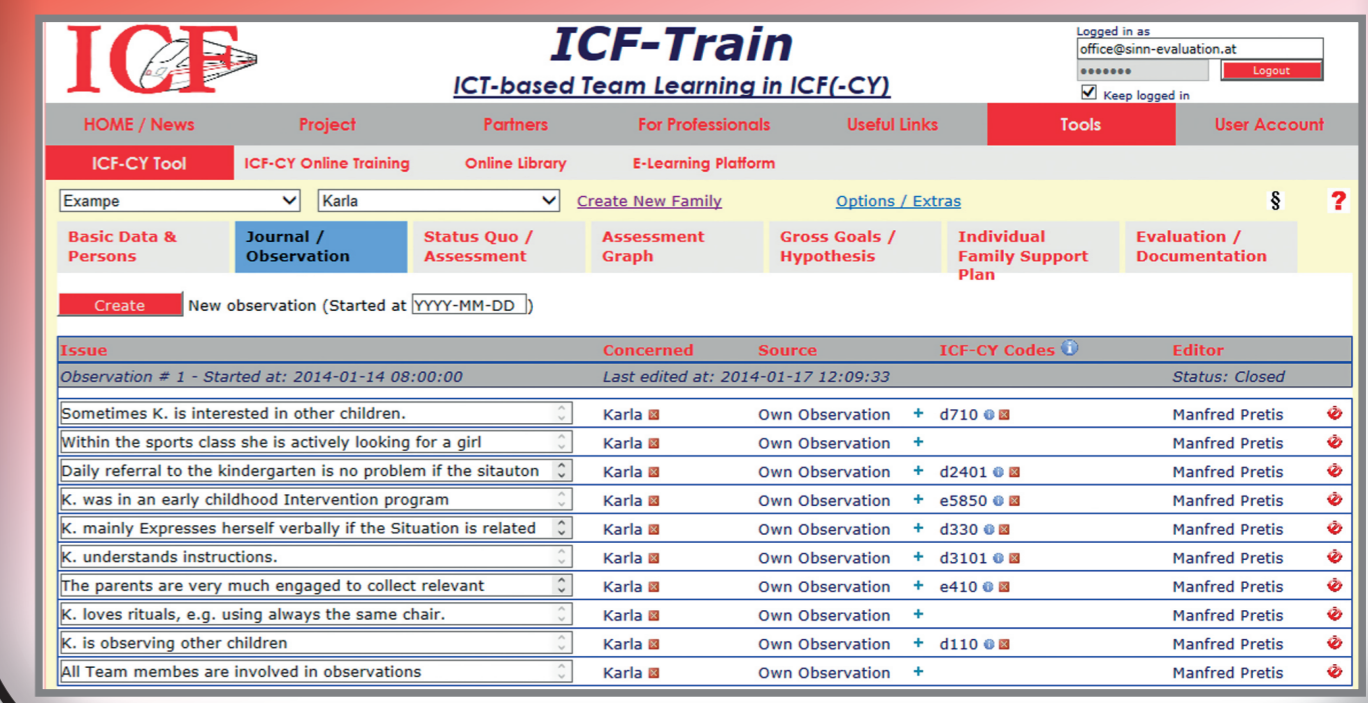 ICF
ICF-Train
ICT-based Team Learning in ICF(-CY)
Logged in as
office@sinn-evaluation.at
Logout
Keep logged in
HOME / News Project Partners For Professionals Useful Links Tools User Account
ICF-CY Tool ICF-CY Online Training Online Library E-Learning Platform
Exampe Karla Create New Family Options / Extras § ?
Basic Data & Journal / Status Quo / Assessment Gross Goals / Individual Evaluation /
Persons Observation Assessment Graph Hypothesis Family Support Documentation
Plan
Create New observation (Started at YYYY-MM-DD )
Issue Concerned Source ICF-CY Codes Editor
Observation # 1 - Started at: 2014-01-14 08:00:00 Last edited at: 2014-01-17 12:09:33 Status: Closed
Sometimes K. is interested in other children. Karla Own Observation + d710 Manfred Pretis
Within the sports class she is actively looking for a girl Karla Own Observation + Manfred Pretis
Daily referral to the kindergarten is no problem if the sitauton Karla Own Observation + d2401 Manfred Pretis
K. was in an early childhood Intervention program Karla Own Observation + e5850 Manfred Pretis
K. mainly Expresses herself verbally if the Situation is related Karla Own Observation + d330 Manfred Pretis
K. understands instructions. Karla Own Observation + d3101 Manfred Pretis
The parents are very much engaged to collect relevant Karla Own Observation + e410 Manfred Pretis
K. loves rituals, e.g. using always the same chair. Karla Own Observation + Manfred Pretis
K. is observing other children Karla Own Observation + d110 Manfred Pretis
All Team membes are involved in observations Karla Own Observation + Manfred Pretis